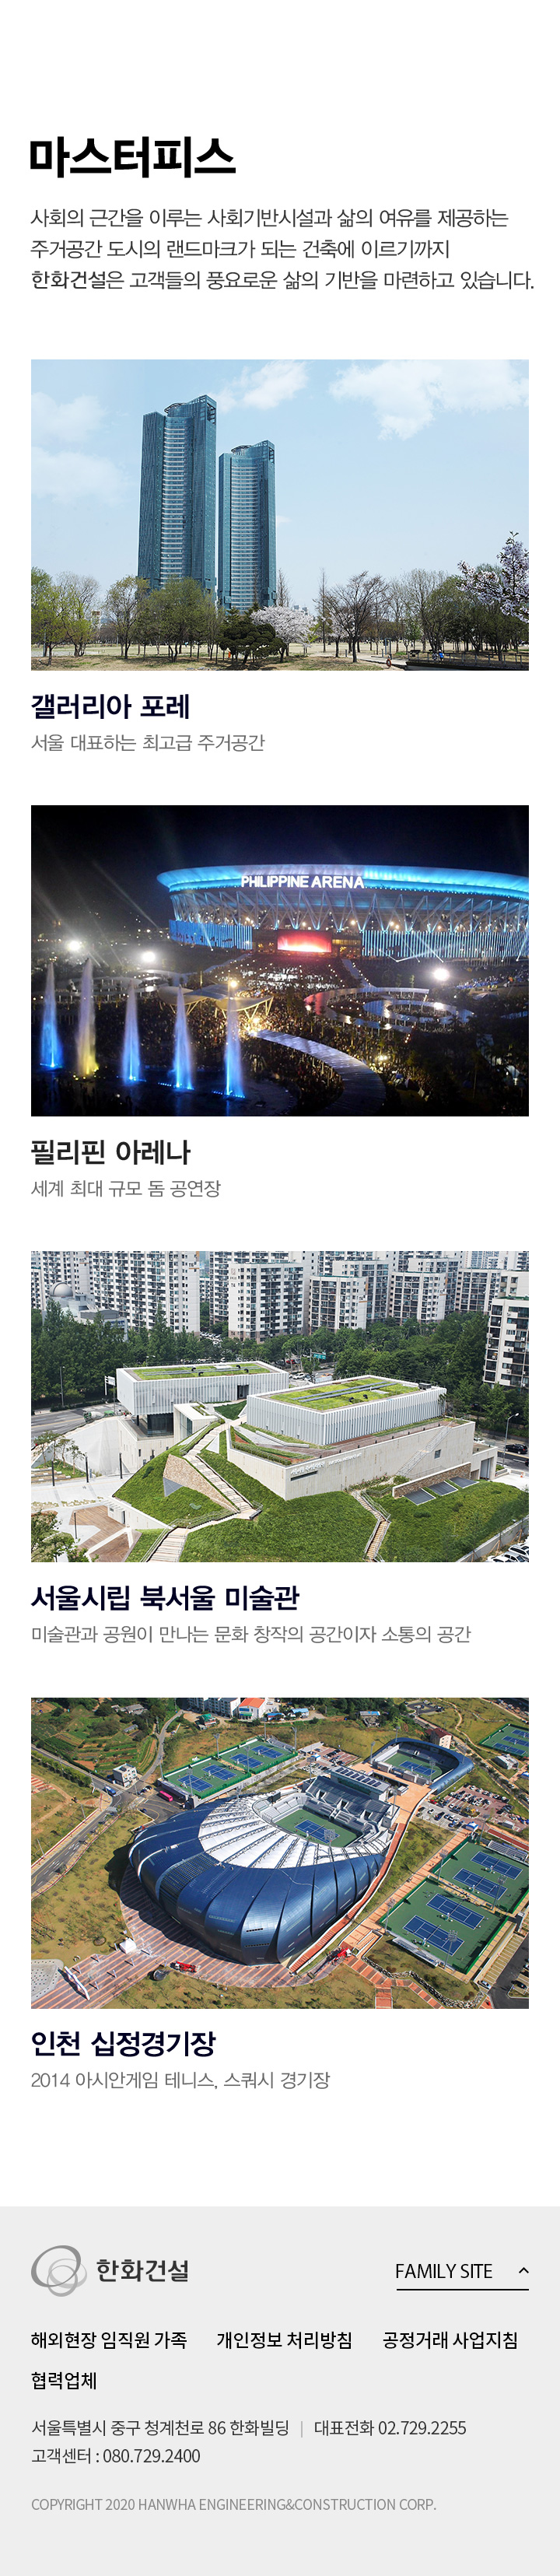 마스터피스
사회의 근간을 이루는 사회기반시설과 삶의 여유를 제공하는
주거공간 도시의 랜드마크가 되는 건축에 이르기까지
한화건설은 고객들의 풍요로운 삶의 기반을 마련하고 있습니다.
갤러리아 포레
서울 대표하는 최고급 주거공간
PHILIPPINE ARENA
필리핀 아레나
세계 최대 규모 돔 공연장
서울시립 북서울 미술관
미술관과 공원이 만나는 문화 창작의 공간이자 소통의 공간
인천 십정경기장
2014 아시안게임 테니스, 스쿼시 경기장
한화건설
FAMILY SITE
해외현장 임직원 가족 개인정보 처리방침 공정거래 사업지침
협력업체
서울특별시 중구 청계천로 86 한화빌딩 | 대표전화 02.729.2255
고객센터 : 080.729.2400
COPYRIGHT 2020 HANWHA ENGINEERING&CONSTRUCTION CORP.